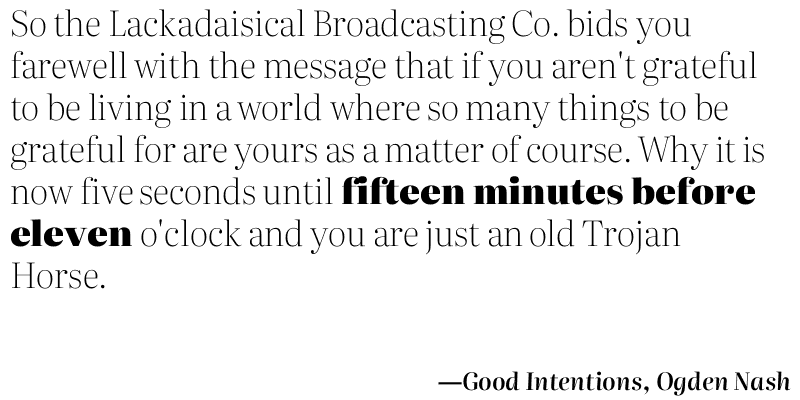 So the Lackadaisical Broadcasting Co. bids you
farewell with the message that if you aren't grateful
to be living in a world where so many things to be
grateful for are yours as a matter of course. Why it is
now five seconds until fifteen minutes before
eleven o'clock and you are just an old Trojan
Horse.
—Good Intentions, Ogden Nash